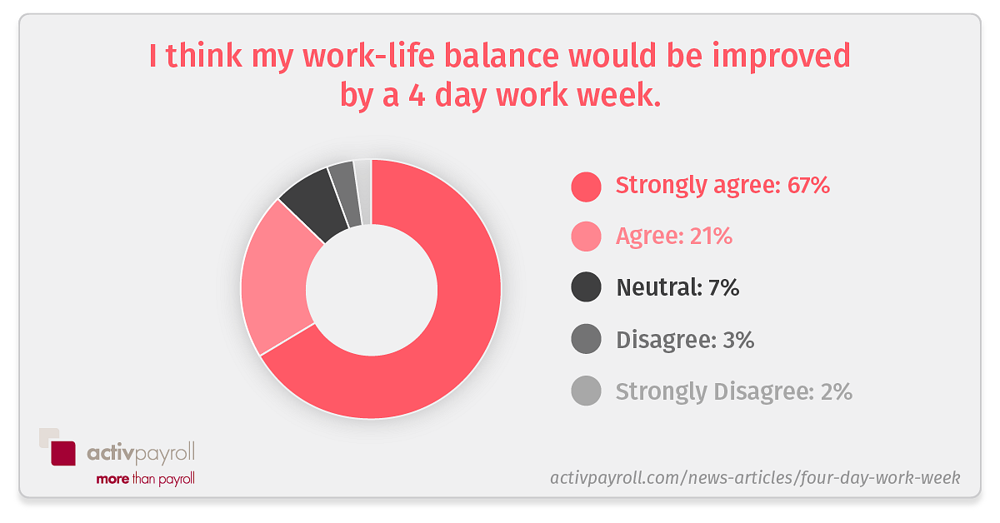 I think my work-life balance would be improved
by a 4 day work week.
Strongly agree: 67%
Agree: 21%
Neutral: 7%
Disagree: 3%
Strongly Disagree: 2%
activpayroll
more than payroll
activpayroll.com/news-articles/four-day-work-week